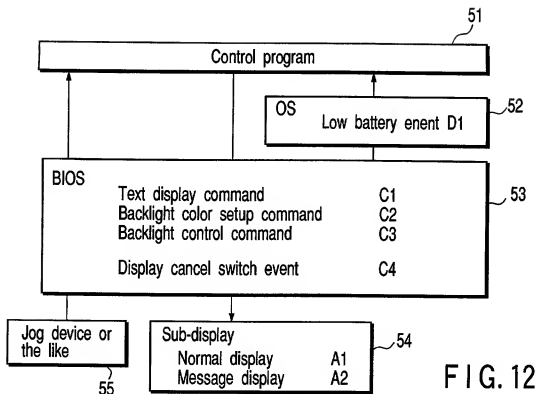 51
Control program
OS
52
Low battery enent D1
BIOS
53
Text display command C1
Backlight color setup command C2
Backlight control command C3
Display cancel switch event C4
Jog device or
the like
55
Sub-display
54
Normal display A1
Message display A2
FIG.12